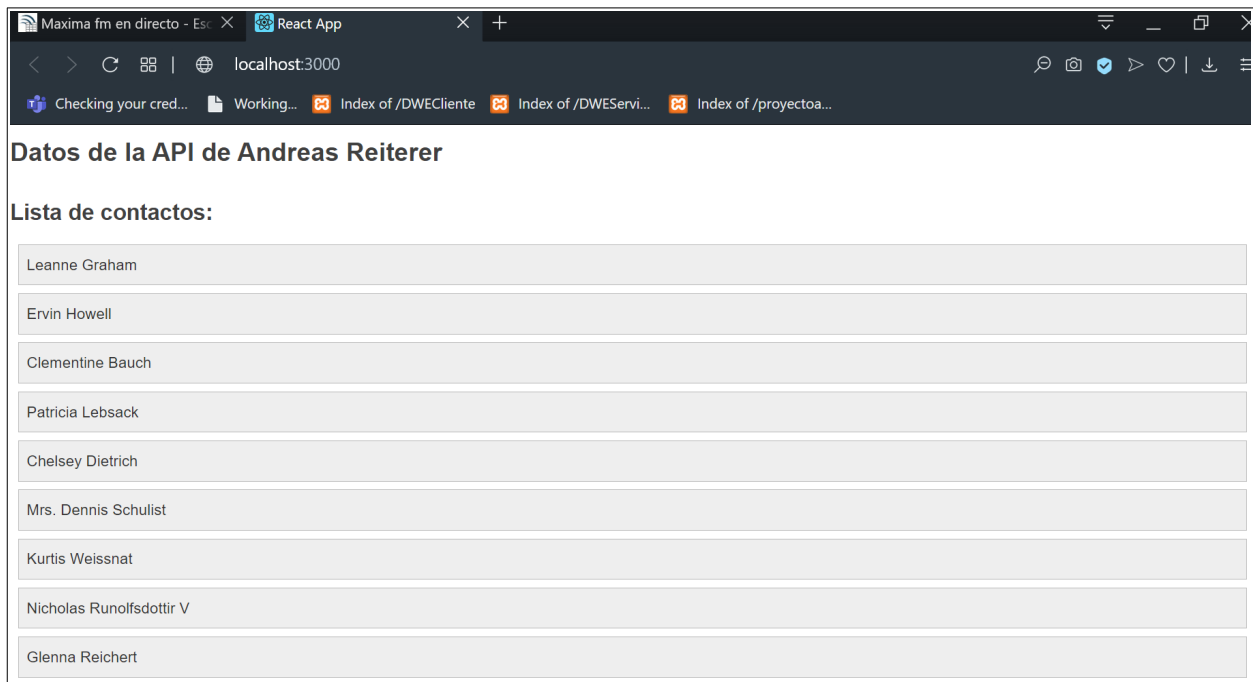 Maxima fm en directo - Esc
React App
localhost:3000
Checking your cred... Working... Index of /DWECliente Index of /DWEServi... Index of /proyectoa...
Datos de la API de Andreas Reiterer
Lista de contactos:
Leanne Graham
Ervin Howell
Clementine Bauch
Patricia Lebsack
Chelsey Dietrich
Mrs. Dennis Schulist
Kurtis Weissnat
Nicholas Runolfsdottir V
Glenna Reichert